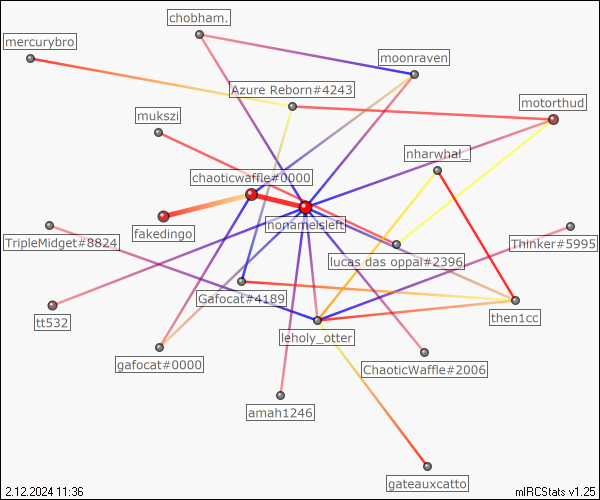 chobham.
mercurybro
moonraven
Azure Reborn#4243
motorthud
mukszi
nharwhal_
chaoticwaffle#0000
fakedingo
nonameisleft
TripleMidget#8824
Thinker#5995
lucas das oppai#2396
Gafocat#4189
tt532
then1cc
leholy_otter
gafocat#0000
ChaoticWaffle#2006
amah1246
gateauxcatto
2.12.2024 11:36
mIRCStats v1.25